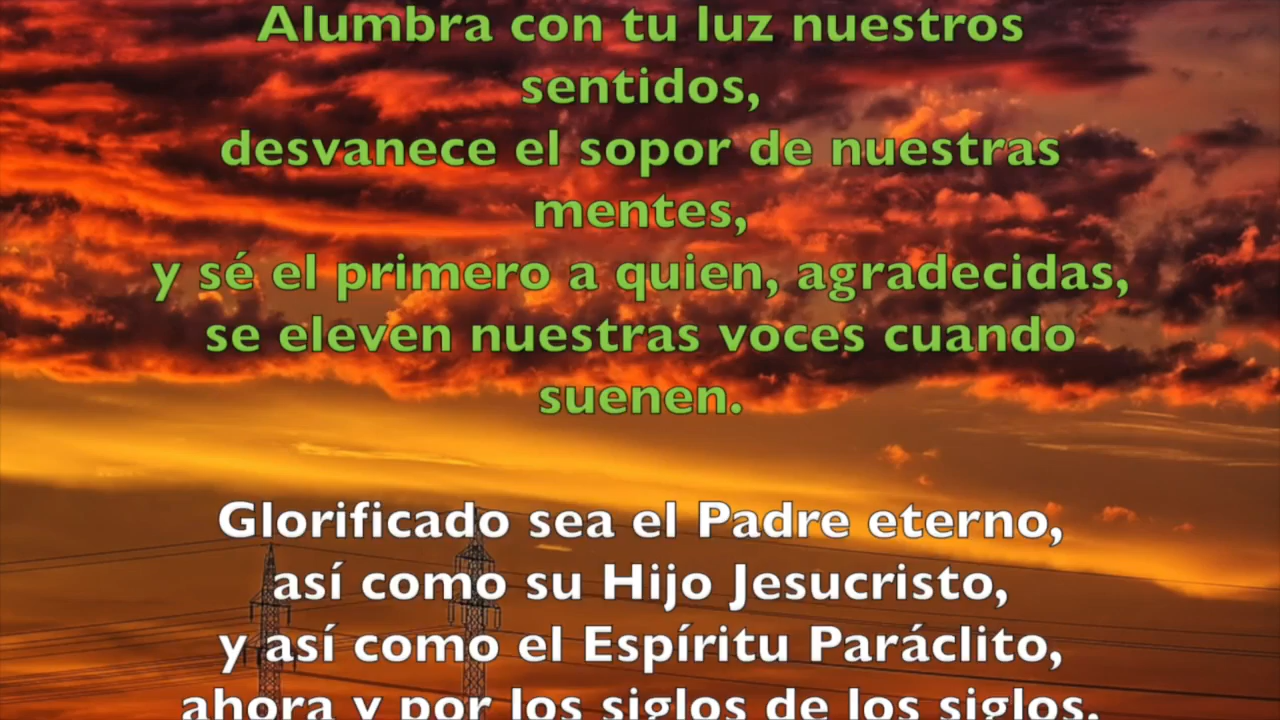 Alumbra con tu luz nuestros
sentidos,
desvanece el sopor de nuestras
mentes,
y sé el primero a quien, agradecidas,
se eleven nuestras voces cuando
suenen.
Glorificado sea el Padre eterno,
así como su Hijo Jesucristo,
y así como el Espíritu Paráclito,
ahora y por los siglos de los siglos.